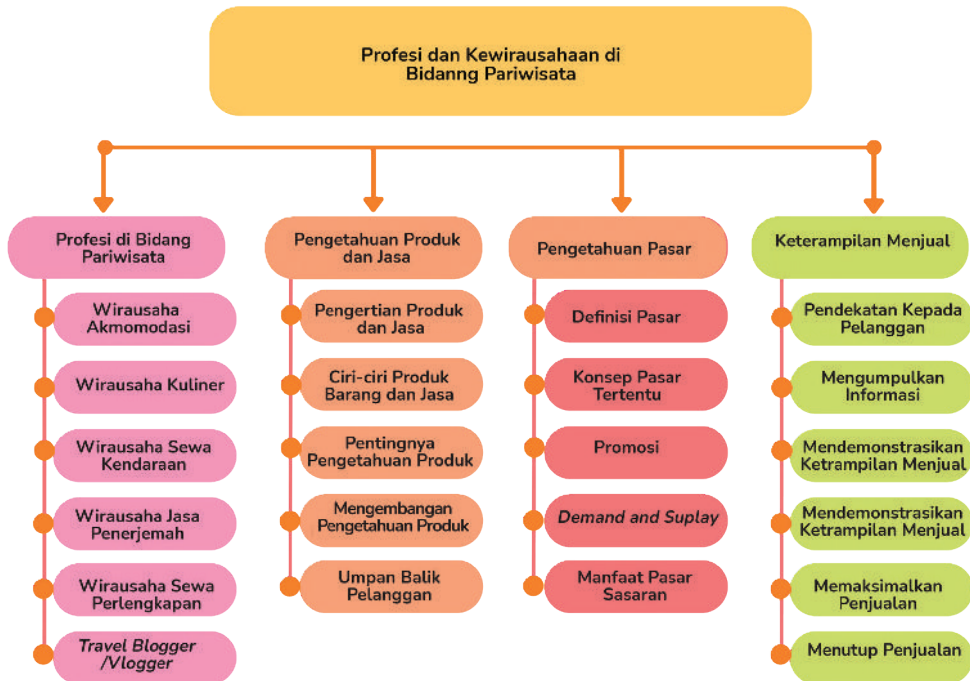 Profesi dan Kewirausahaan di
Bidanng Pariwisata
Profesi di Bidang
Pariwisata
Wirausaha
Akmomodasi
Wirausaha Kuliner
Wirausaha Sewa
Kendaraan
Wirausaha Jasa
Penerjemah
Wirausaha Sewa
Perlengkapan
Travel Blogger
/Vlogger
Pengetahuan Produk
dan Jasa
Pengertian Produk
dan Jasa
Ciri-ciri Produk
Barang dan Jasa
Pentingnya
Pengetahuan Produk
Mengembangan
Pengetahuan Produk
Umpan Balik
Pelanggan
Pengetahuan Pasar
Definisi Pasar
Konsep Pasar
Tertentu
Promosi
Demand and Suplay
Manfaat Pasar
Sasaran
Keterampilan Menjual
Pendekatan Kepada
Pelanggan
Mengumpulkan
Informasi
Mendemonstrasikan
Ketrampilan Menjual
Mendemonstrasikan
Ketrampilan Menjual
Memaksimalkan
Penjualan
Menutup Penjualan